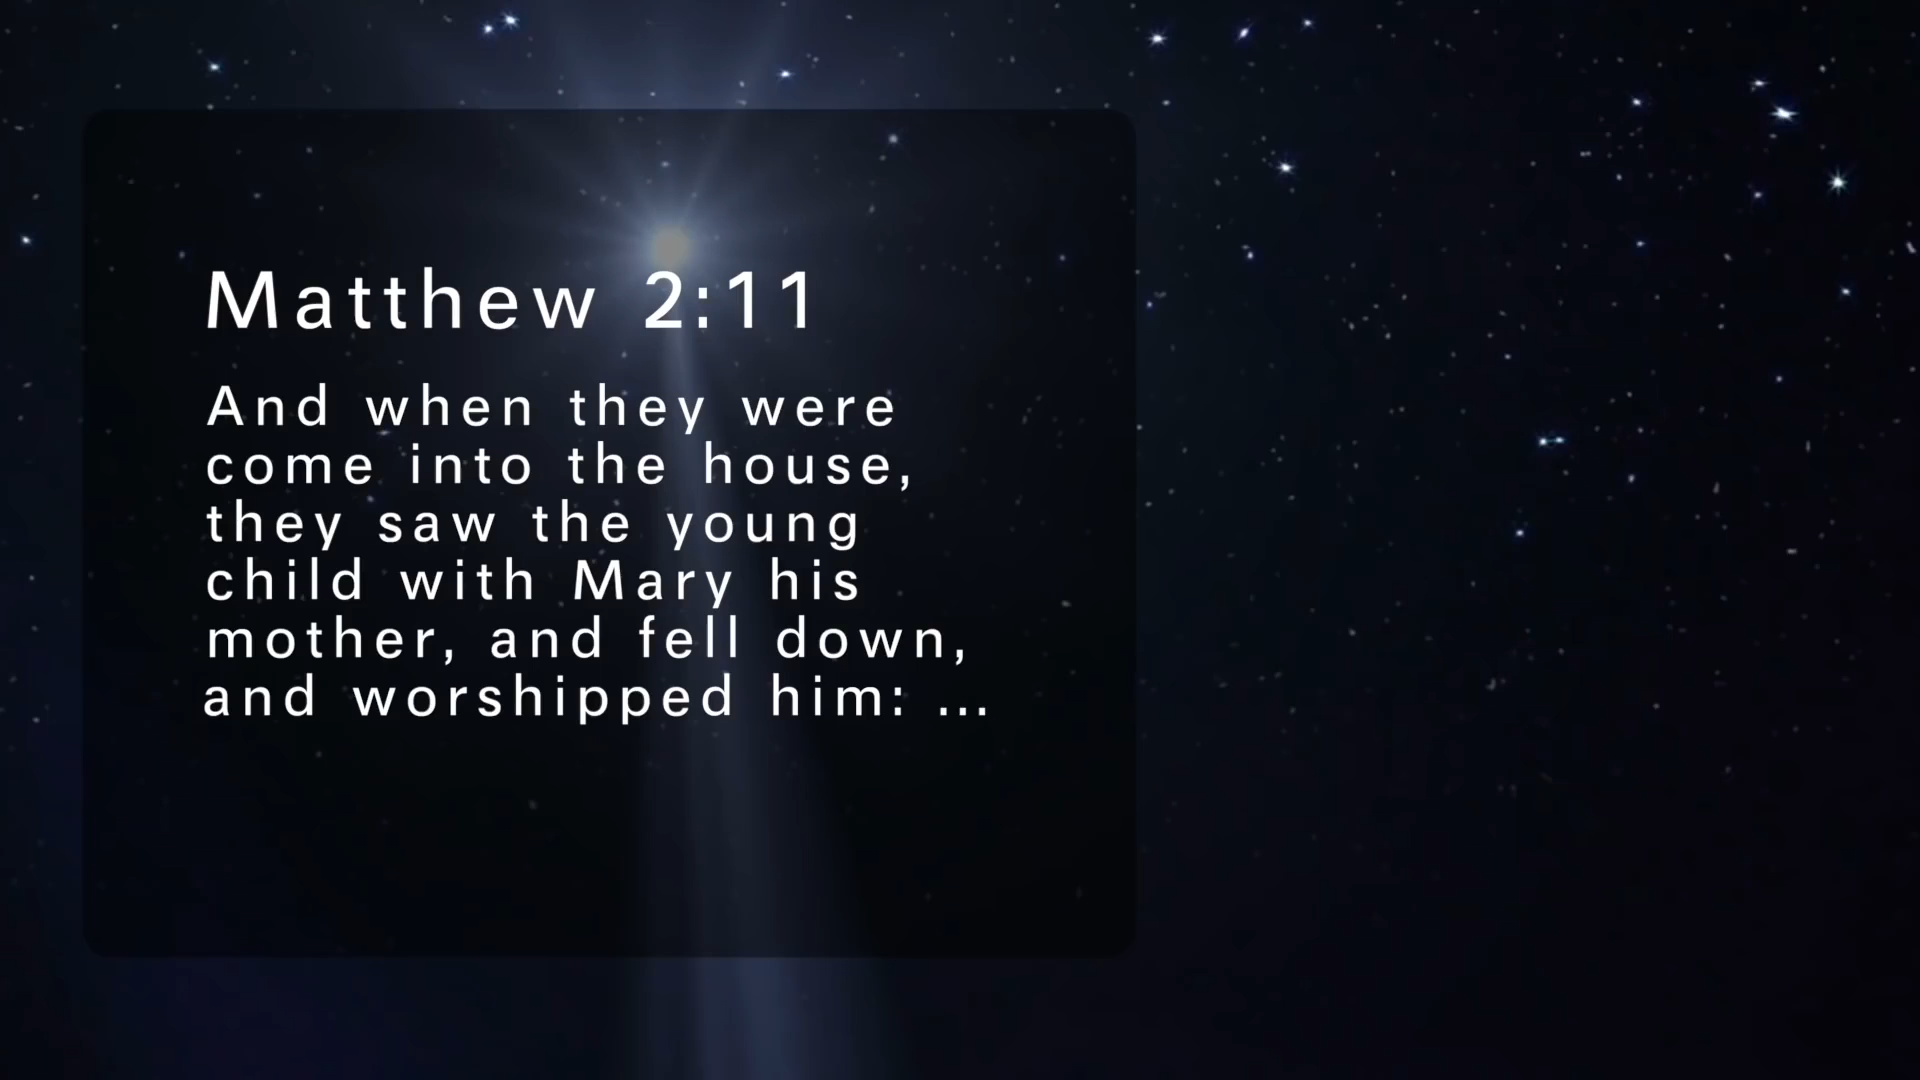 Matthew 2:11
And when they were
come into the house,
they saw the young
child with Mary his
mother, and fell down,
and worshipped him: ...